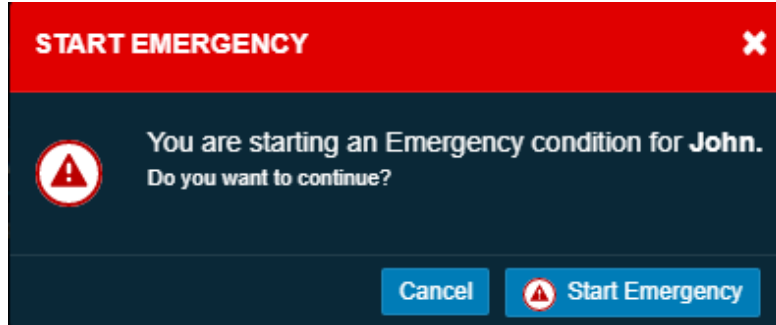 START EMERGENCY
You are starting an Emergency condition for John.
Do you want to continue?
Cancel
Start Emergency